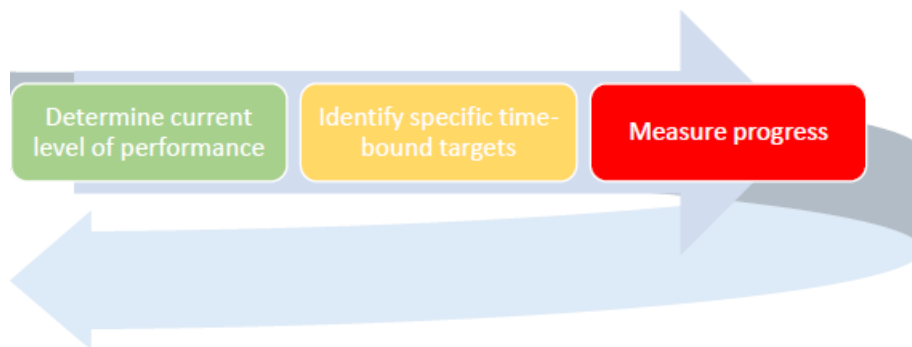 Determine current
level of performance
Identify specific time-
bound targets
Measure progress